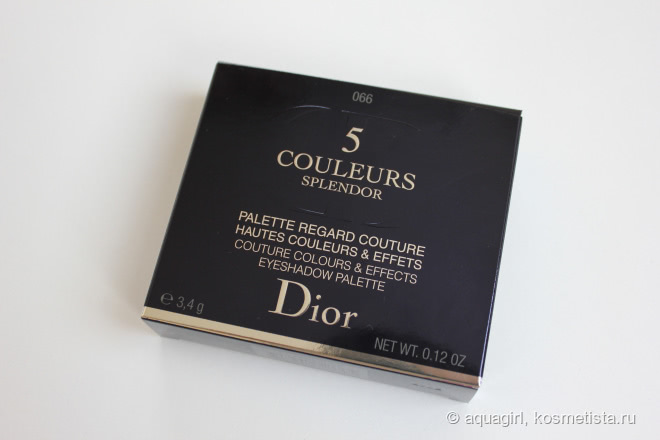 066
5
COULEURS
SPLENDOR
PALETTE REGARD COUTURE
HAUTES COULEURS & EFFETS
COUTURE COLOURS & EFFECTS
EYESHADOW PALETTE
℮ 3,4 g
Dior
NET WT. 0.12 OZ
© aquagirl, kosmetista.ru